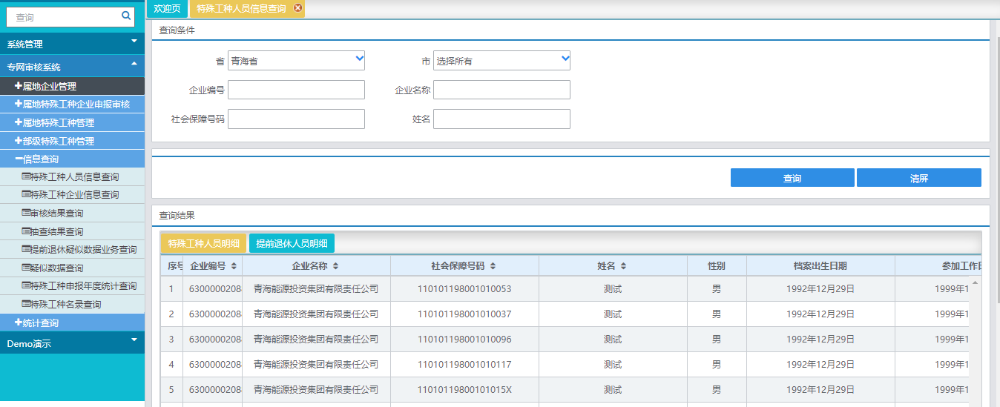 查询
系统管理
专网审核系统
属地企业管理
属地特殊工种企业申报审核
属地特殊工种管理
部级特殊工种管理
信息查询
特殊工种人员信息查询
特殊工种企业信息查询
审核结果查询
抽查结果查询
提前退休疑似数据业务查询
疑似数据查询
特殊工种申报年度统计查询
特殊工种名录查询
统计查询
Demo演示
欢迎页 特殊工种人员信息查询
查询条件
省 青海省 市 选择所有
企业编号 企业名称
社会保障号码 姓名
查询 清屏
查询结果
特殊工种人员明细 提前退休人员明细
序号 企业编号 企业名称 社会保障号码 姓名 性别 档案出生日期 参加工作日
1 6300000208 青海能源投资集团有限责任公司 110101198001010053 测试 男 1992年12月29日 1999年1
2 6300000208 青海能源投资集团有限责任公司 110101198001010037 测试 男 1992年12月29日 1999年1
3 6300000208 青海能源投资集团有限责任公司 110101198001010096 测试 男 1992年12月29日 1999年1
4 6300000208 青海能源投资集团有限责任公司 110101198001010117 测试 男 1992年12月29日 1999年1
5 6300000208 青海能源投资集团有限责任公司 11010119800101015X 测试 男 1992年12月29日 1999年1